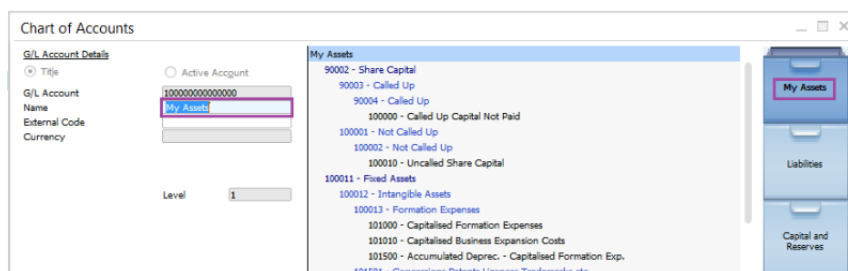 Chart of Accounts
G/L Account Details
Title
Active Account
G/L Account
100000000000000
Name
My Assets
External Code
Currency
Level
1
My Assets
90002 - Share Capital
90003 - Called Up
90004 - Called Up
100000 - Called Up Capital Not Paid
100001 - Not Called Up
100002 - Not Called Up
100010 - Uncalled Share Capital
100011 - Fixed Assets
100012 - Intangible Assets
100013 - Formation Expenses
101000 - Capitalised Formation Expenses
101010 - Capitalised Business Expansion Costs
101500 - Accumulated Deprec. - Capitalised Formation Exp.
My Assets
Liabilities
Capital and
Reserves